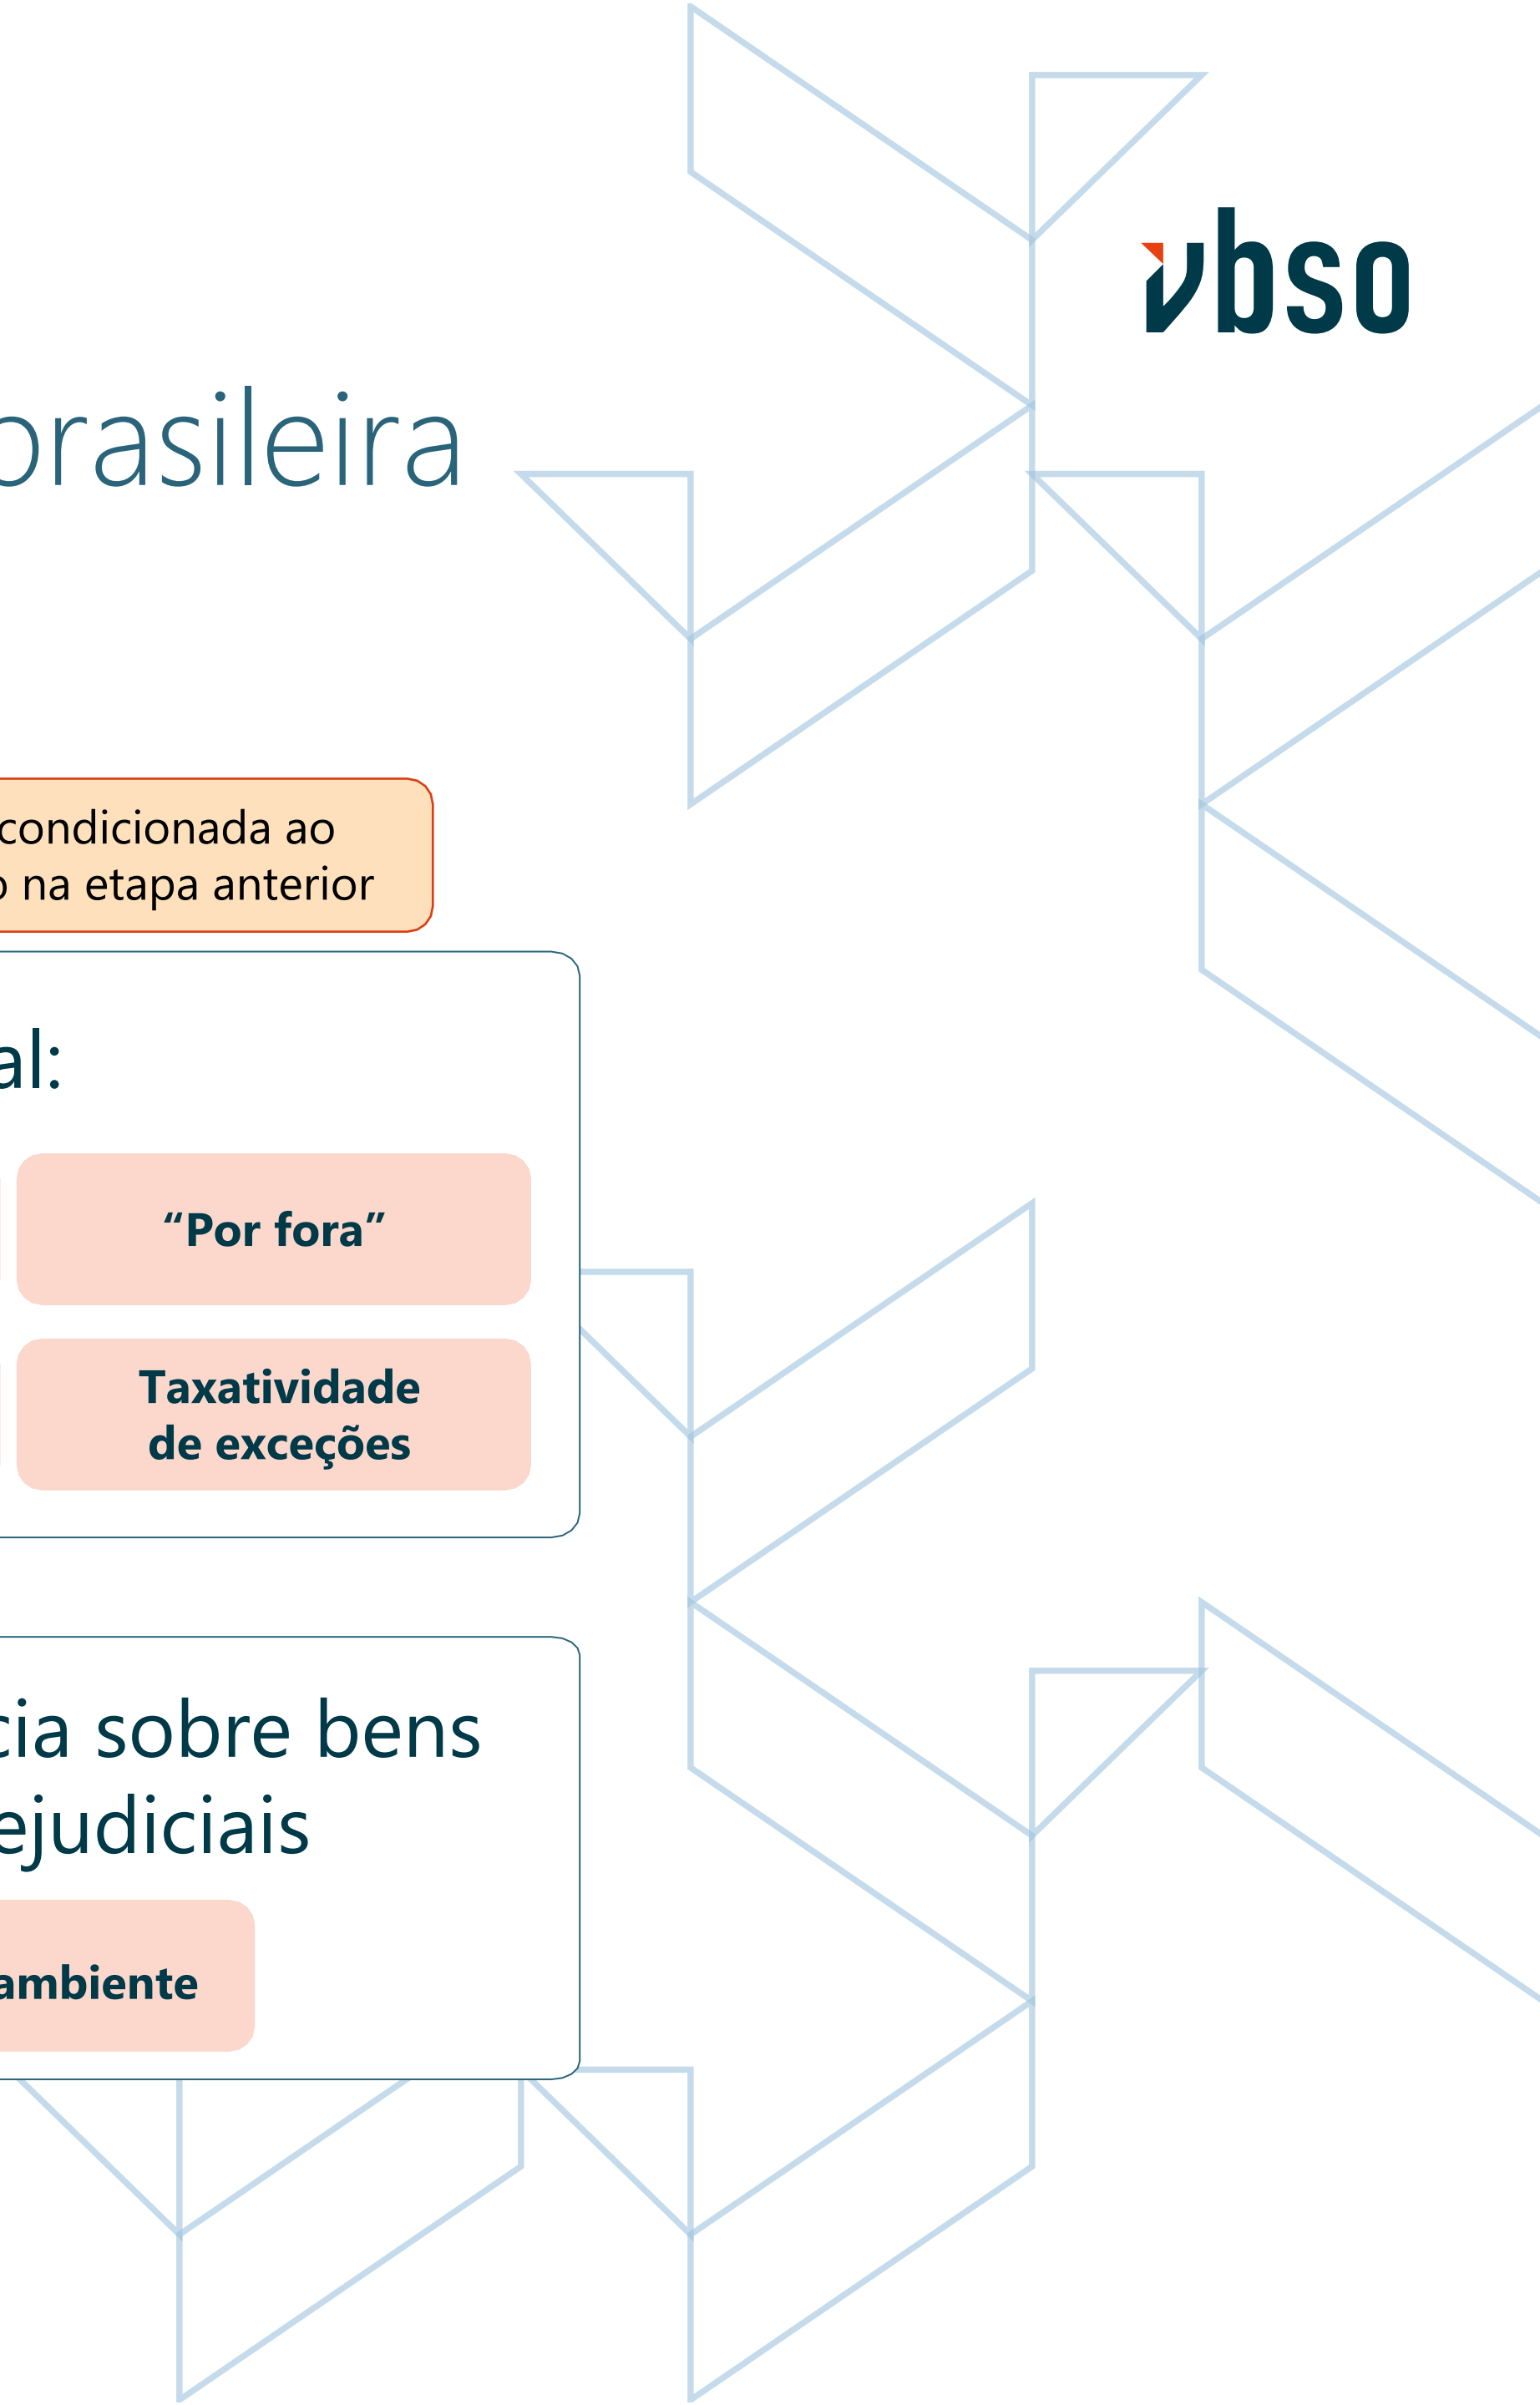 vbso
brasileira
condicionada ao
na etapa anterior
al:
“Por fora”
Taxatividade
de exceções
cia sobre bens
ejudiciais
ambiente